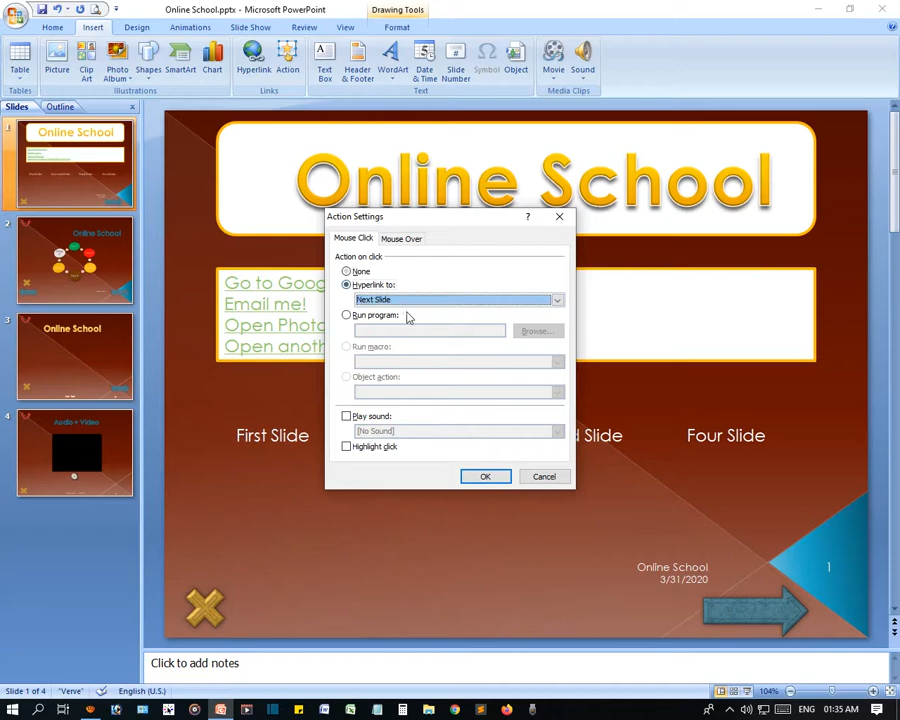 Online School.pptx - Microsoft PowerPoint
Drawing Tools
Home Insert Design Animations Slide Show Review View Format
Table Picture Clip Art Photo Album Shapes SmartArt Chart Hyperlink Action Text Box Header & Footer WordArt Date & Time Slide Number Symbol Object Movie Sound
Tables Illustrations Links Text Media Clips
Slides Outline
1
Online School
2
Online School
3
Online School
4
Audio + Video
Online School
Action Settings
Mouse Click Mouse Over
Action on click
None
Hyperlink to:
Next Slide
Run program:
Browse...
Run macro:
Object action:
Play sound:
[No Sound]
Highlight click
OK Cancel
Go to Goog
Email me!
Open Photo
Open anoth
First Slide d Slide Four Slide
Online School
3/31/2020
1
Click to add notes
Slide 1 of 4 "Verve" English (U.S.) 104%
ENG 01:35 AM